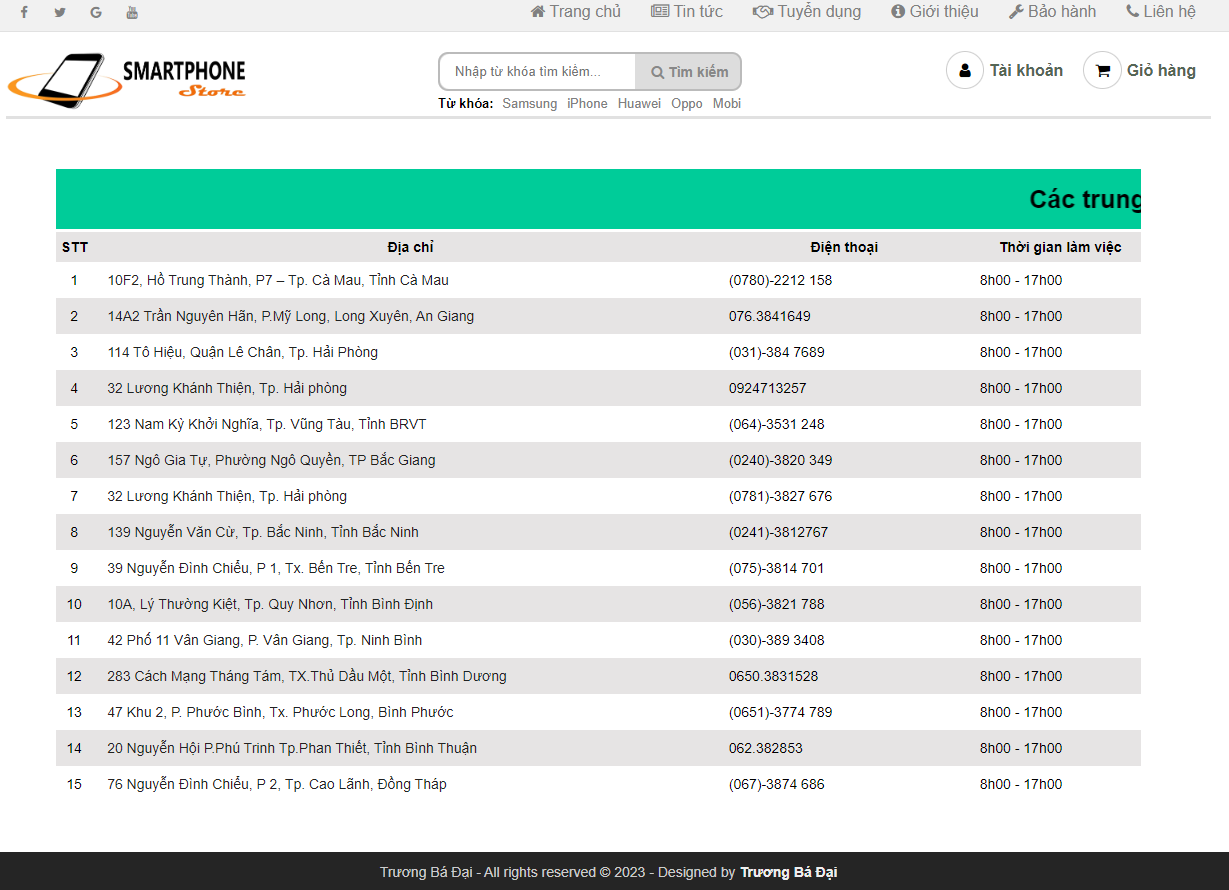 Trang chủ Tin tức Tuyển dụng Giới thiệu Bảo hành Liên hệ
SMARTPHONE
Store
Nhập từ khóa tìm kiếm... Tìm kiếm
Từ khóa: Samsung iPhone Huawei Oppo Mobi
Tài khoản Giỏ hàng
Các trung
STT Địa chỉ Điện thoại Thời gian làm việc
1 10F2, Hồ Trung Thành, P7 – Tp. Cà Mau, Tỉnh Cà Mau (0780)-2212 158 8h00 - 17h00
2 14A2 Trần Nguyên Hãn, P.Mỹ Long, Long Xuyên, An Giang 076.3841649 8h00 - 17h00
3 114 Tô Hiệu, Quận Lê Chân, Tp. Hải Phòng (031)-384 7689 8h00 - 17h00
4 32 Lương Khánh Thiện, Tp. Hải phòng 0924713257 8h00 - 17h00
5 123 Nam Kỳ Khởi Nghĩa, Tp. Vũng Tàu, Tỉnh BRVT (064)-3531 248 8h00 - 17h00
6 157 Ngô Gia Tự, Phường Ngô Quyền, TP Bắc Giang (0240)-3820 349 8h00 - 17h00
7 32 Lương Khánh Thiện, Tp. Hải phòng (0781)-3827 676 8h00 - 17h00
8 139 Nguyễn Văn Cừ, Tp. Bắc Ninh, Tỉnh Bắc Ninh (0241)-3812767 8h00 - 17h00
9 39 Nguyễn Đình Chiểu, P 1, Tx. Bến Tre, Tỉnh Bến Tre (075)-3814 701 8h00 - 17h00
10 10A, Lý Thường Kiệt, Tp. Quy Nhơn, Tỉnh Bình Định (056)-3821 788 8h00 - 17h00
11 42 Phố 11 Vân Giang, P. Vân Giang, Tp. Ninh Bình (030)-389 3408 8h00 - 17h00
12 283 Cách Mạng Tháng Tám, TX.Thủ Dầu Một, Tỉnh Bình Dương 0650.3831528 8h00 - 17h00
13 47 Khu 2, P. Phước Bình, Tx. Phước Long, Bình Phước (0651)-3774 789 8h00 - 17h00
14 20 Nguyễn Hội P.Phú Trinh Tp.Phan Thiết, Tỉnh Bình Thuận 062.382853 8h00 - 17h00
15 76 Nguyễn Đình Chiểu, P 2, Tp. Cao Lãnh, Đồng Tháp (067)-3874 686 8h00 - 17h00
Trương Bá Đại - All rights reserved © 2023 - Designed by Trương Bá Đại